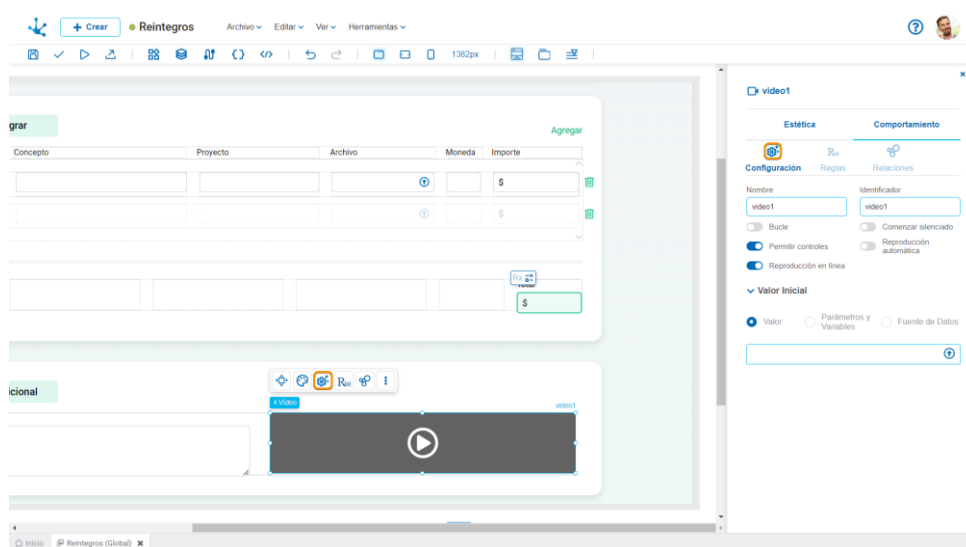 + Crear
Reintegros
Archivo Editar Ver Herramientas
?
1382px
grar
Agregar
Concepto Proyecto Archivo Moneda Importe
$
$
Total
$
icional
Video
video1
video1
Estética Comportamiento
Configuración Reglas Relaciones
Nombre Identificador
video1 video1
Bucle Comenzar silenciado
Permitir controles Reproducción automática
Reproducción en línea
Valor Inicial
Valor Parámetros y Variables Fuente de Datos
Inicio Reintegros (Global)